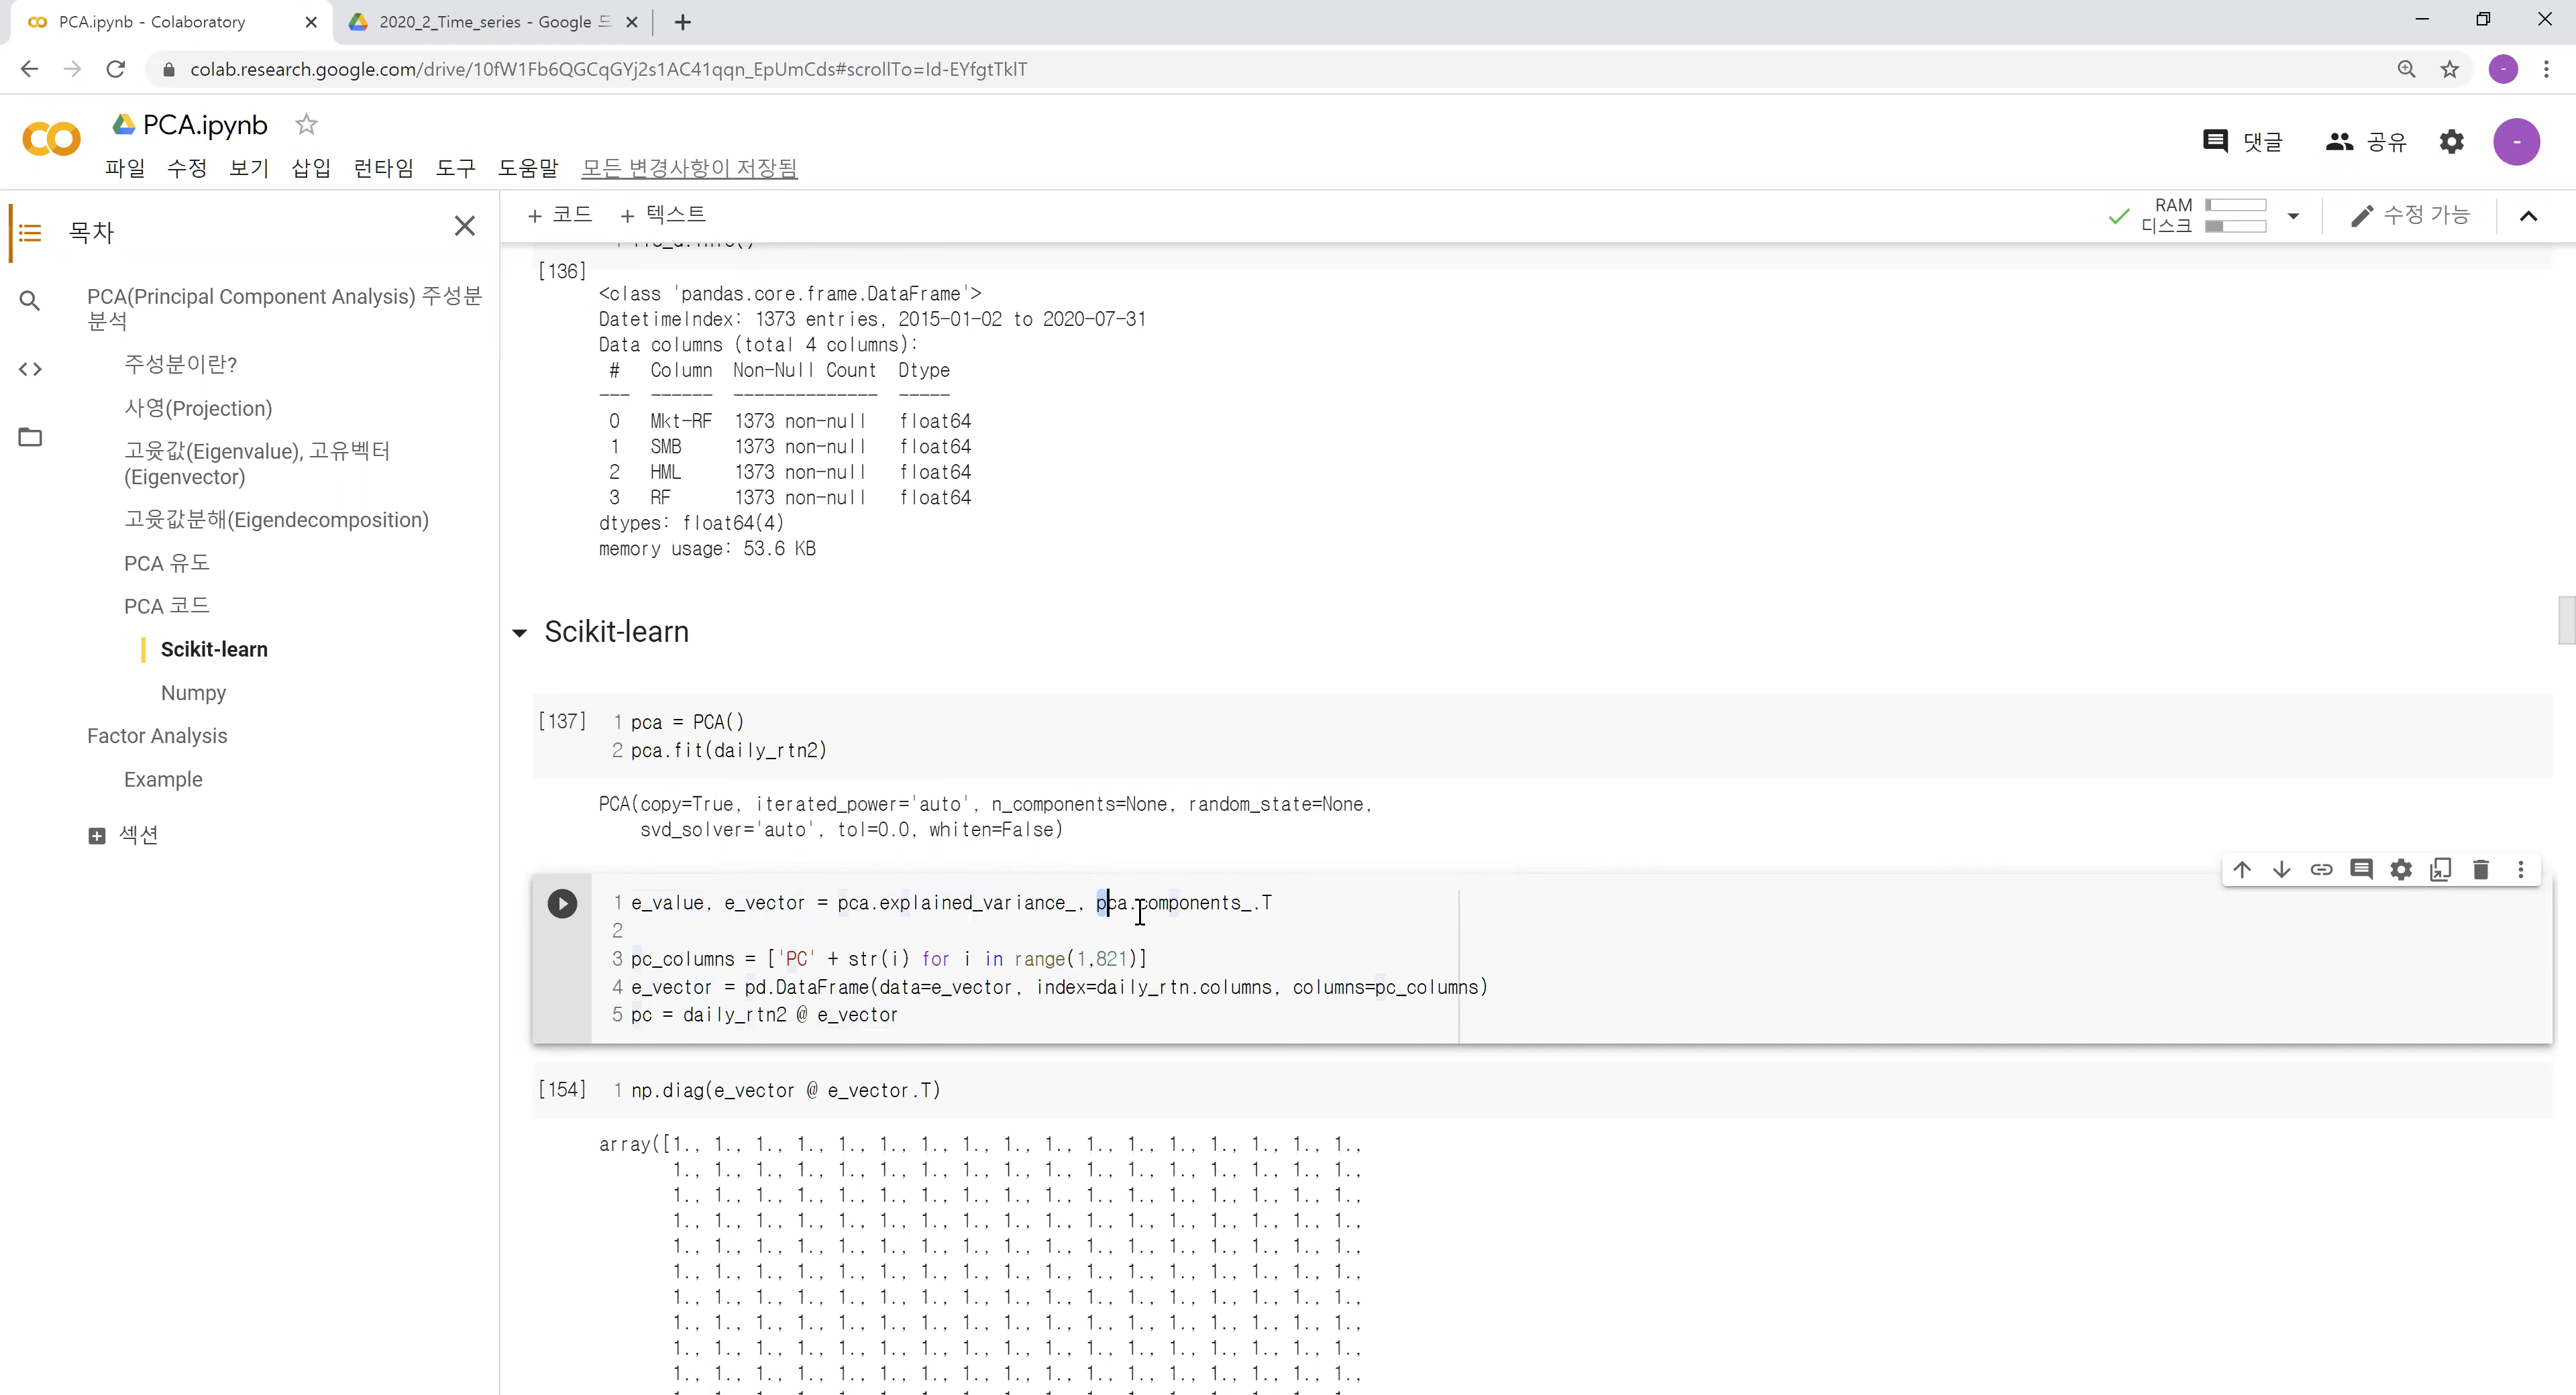 PCA.ipynb - Colaboratory
2020_2_Time_series - Google 드
colab.research.google.com/drive/10fW1Fb6QGCqGYj2s1AC41qqn_EpUmCds#scrollTo=Id-EYfgtTklT
PCA.ipynb
파일 수정 보기 삽입 런타임 도구 도움말 모든 변경사항이 저장됨
댓글
공유
-
목차
PCA(Principal Component Analysis) 주성분
분석
주성분이란?
사영(Projection)
고윳값(Eigenvalue), 고유벡터
(Eigenvector)
고윳값분해(Eigendecomposition)
PCA 유도
PCA 코드
Scikit-learn
Numpy
Factor Analysis
Example
섹션
+ 코드 + 텍스트
RAM
디스크
수정 가능
[136]
<class 'pandas.core.frame.DataFrame'>
DatetimeIndex: 1373 entries, 2015-01-02 to 2020-07-31
Data columns (total 4 columns):
# Column Non-Null Count Dtype
--- ------ -------------- -----
0 Mkt-RF 1373 non-null float64
1 SMB 1373 non-null float64
2 HML 1373 non-null float64
3 RF 1373 non-null float64
dtypes: float64(4)
memory usage: 53.6 KB
Scikit-learn
[137] 1 pca = PCA()
2 pca.fit(daily_rtn2)
PCA(copy=True, iterated_power='auto', n_components=None, random_state=None,
svd_solver='auto', tol=0.0, whiten=False)
1 e_value, e_vector = pca.explained_variance_, pca.components_.T
2
3 pc_columns = ['PC' + str(i) for i in range(1,821)]
4 e_vector = pd.DataFrame(data=e_vector, index=daily_rtn.columns, columns=pc_columns)
5 pc = daily_rtn2 @ e_vector
[154] 1 np.diag(e_vector @ e_vector.T)
array([1., 1., 1., 1., 1., 1., 1., 1., 1., 1., 1., 1., 1., 1., 1., 1., 1.,
1., 1., 1., 1., 1., 1., 1., 1., 1., 1., 1., 1., 1., 1., 1., 1., 1.,
1., 1., 1., 1., 1., 1., 1., 1., 1., 1., 1., 1., 1., 1., 1., 1., 1.,
1., 1., 1., 1., 1., 1., 1., 1., 1., 1., 1., 1., 1., 1., 1., 1., 1.,
1., 1., 1., 1., 1., 1., 1., 1., 1., 1., 1., 1., 1., 1., 1., 1., 1.,
1., 1., 1., 1., 1., 1., 1., 1., 1., 1., 1., 1., 1., 1., 1., 1., 1.,
1., 1., 1., 1., 1., 1., 1., 1., 1., 1., 1., 1., 1., 1., 1., 1., 1.,
1., 1., 1., 1., 1., 1., 1., 1., 1., 1., 1., 1., 1., 1., 1., 1., 1.,
1., 1., 1., 1., 1., 1., 1., 1., 1., 1., 1., 1., 1., 1., 1., 1., 1.,
1., 1., 1., 1., 1., 1., 1., 1., 1., 1., 1., 1., 1., 1., 1., 1., 1.,